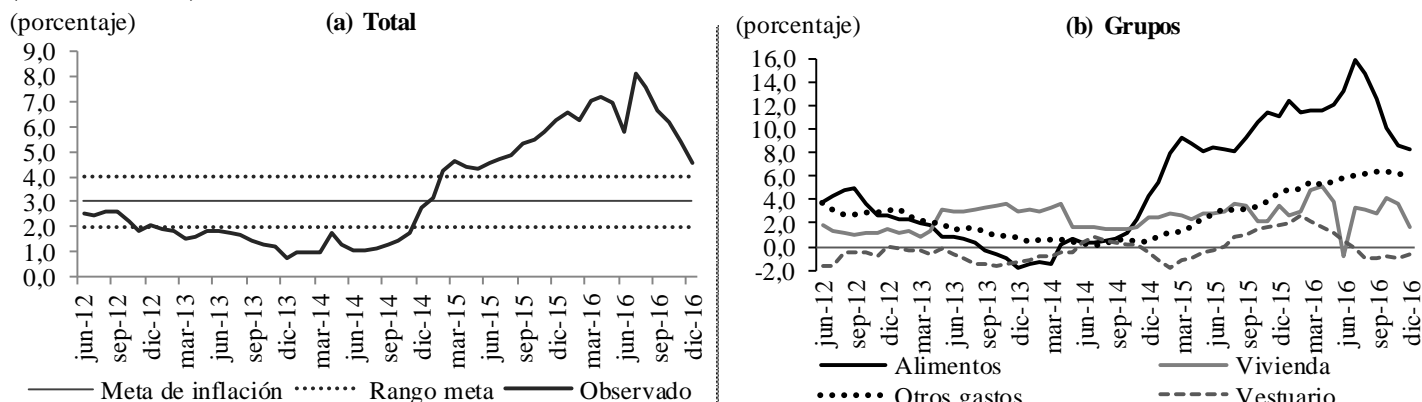 (porcentaje)
(a) Total
9,0
8,0
7,0
6,0
5,0
4,0
3,0
2,0
1,0
0,0
jun-12
sep-12
dic-12
mar-13
jun-13
sep-13
dic-13
mar-14
jun-14
sep-14
dic-14
mar-15
jun-15
sep-15
dic-15
mar-16
jun-16
sep-16
dic-16
Meta de inflación
Rango meta
Observado
(porcentaje)
(b) Grupos
16,0
14,0
12,0
10,0
8,0
6,0
4,0
2,0
0,0
-2,0
jun-12
sep-12
dic-12
mar-13
jun-13
sep-13
dic-13
mar-14
jun-14
sep-14
dic-14
mar-15
jun-15
sep-15
dic-15
mar-16
jun-16
sep-16
dic-16
Alimentos
Vivienda
Otros gastos
Vestuario